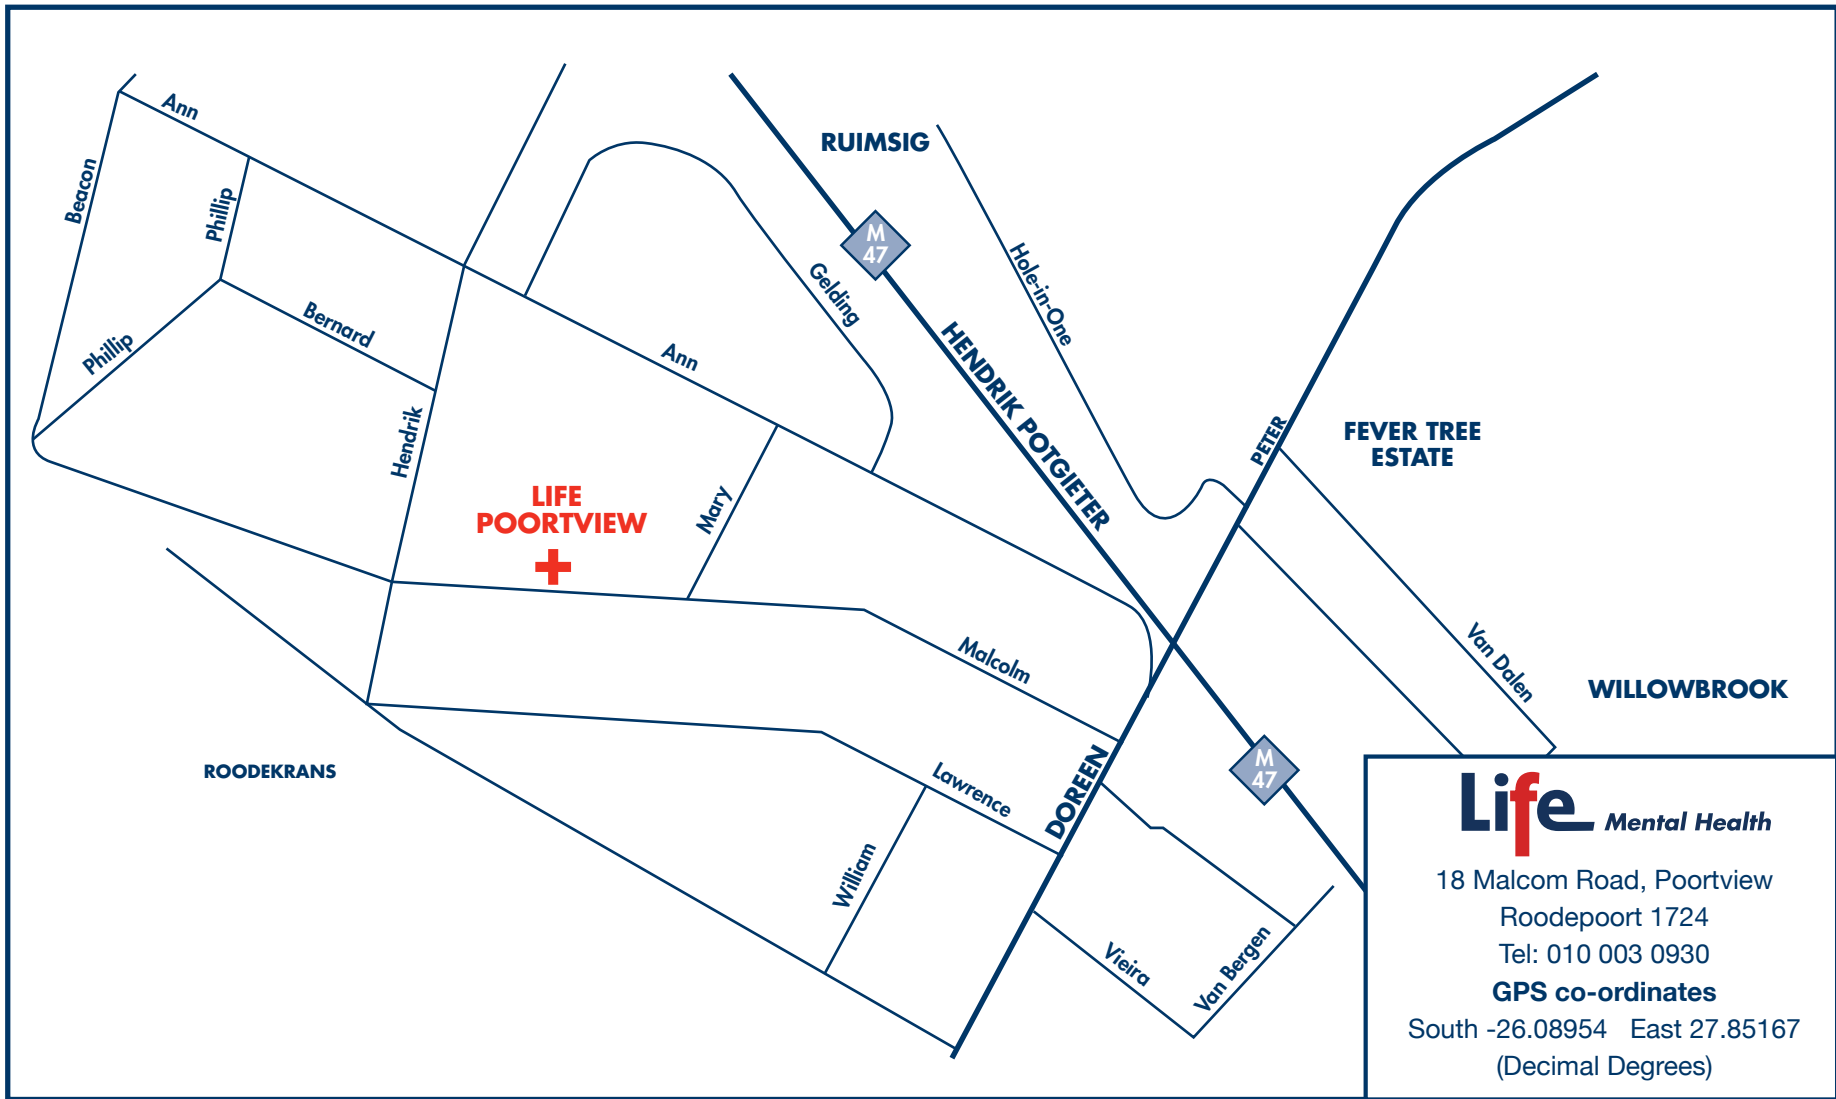 Ann
Beacon
Phillip
Phillip
Bernard
Hendrik
RUIMSIG
M
47
Gelding
Hole-in-One
HENDRIK POTGIETER
Ann
Mary
LIFE
POORTVIEW
PETER
FEVER TREE
ESTATE
Malcolm
Van Dalen
WILLOWBROOK
ROODEKRANS
Lawrence
DOREEN
M
47
William
Vieira
Van Bergen
Life Mental Health
18 Malcom Road, Poortview
Roodepoort 1724
Tel: 010 003 0930
GPS co-ordinates
South -26.08954 East 27.85167
(Decimal Degrees)